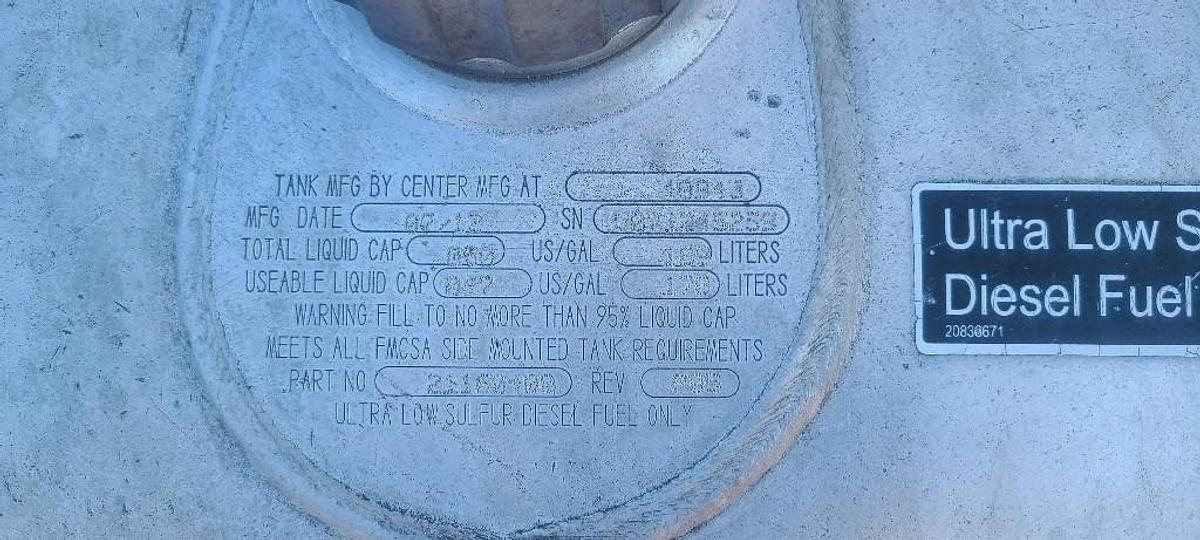 TANK MFG BY CENTER MFG AT
MFG DATE SN
TOTAL LIQUID CAP US/GAL LITERS
USEABLE LIQUID CAP US/GAL LITERS
WARNING FILL TO NO MORE THAN 95% LIQUID CAP
MEETS ALL FMCSA SIDE MOUNTED TANK REQUIREMENTS
PART NO REV
ULTRA LOW SULFUR DIESEL FUEL ONLY
Ultra Low S
Diesel Fuel
20830671